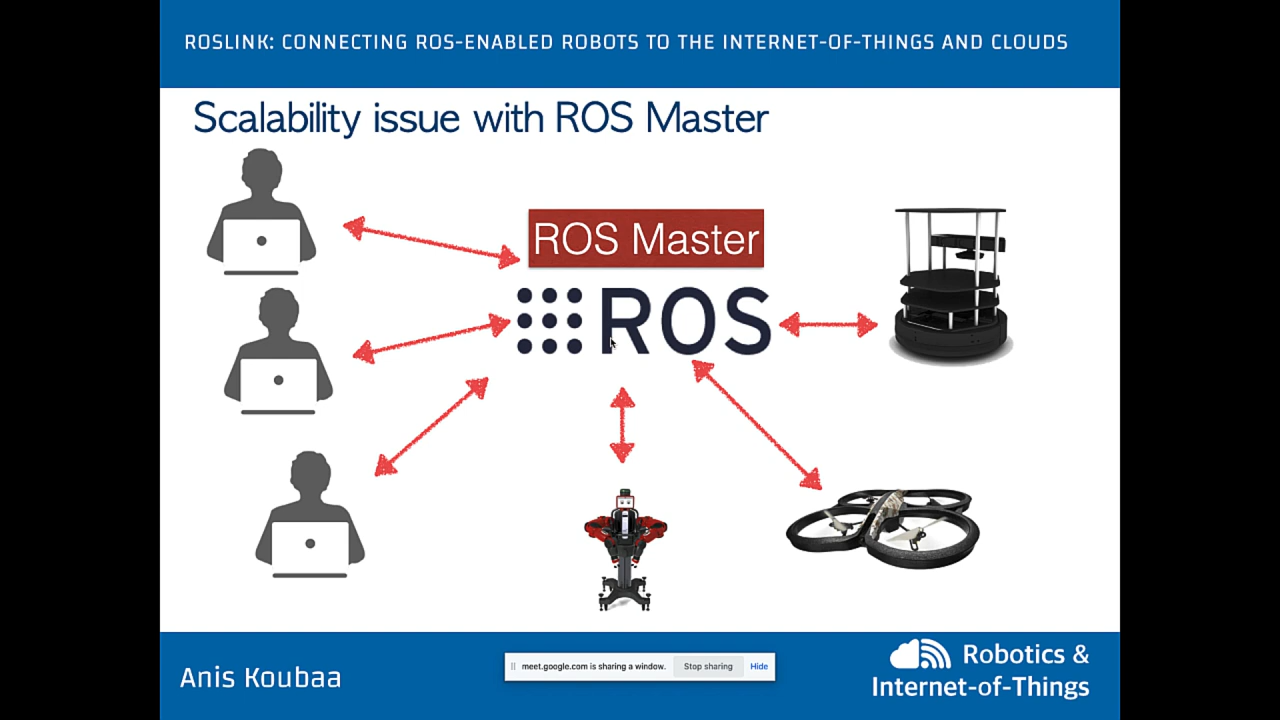 ROSLINK: CONNECTING ROS-ENABLED ROBOTS TO THE INTERNET-OF-THINGS AND CLOUDS
Scalability issue with ROS Master
ROS Master
ROS
Anis Koubaa
meet.google.com is sharing a window. Stop sharing Hide
Robotics &
Internet-of-Things